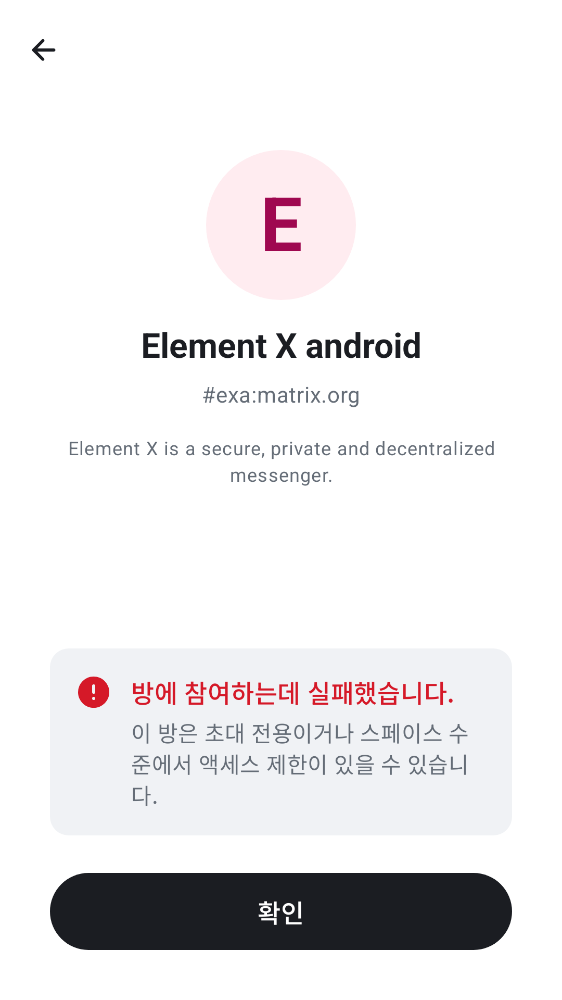 E
Element X android
#exa:matrix.org
Element X is a secure, private and decentralized
messenger.
방에 참여하는데 실패했습니다.
이 방은 초대 전용이거나 스페이스 수
준에서 액세스 제한이 있을 수 있습니
다.
확인